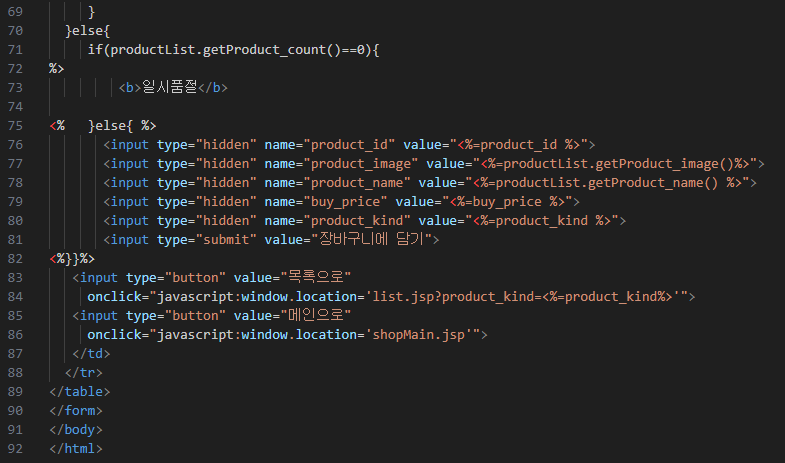 69 }
70 }else{
71 if(productList.getProduct_count()==0){
72 %>
73 <b>일시품절</b>
74
75 <% }else{ %>
76 <input type="hidden" name="product_id" value="<%=product_id %>">
77 <input type="hidden" name="product_image" value="<%=productList.getProduct_image()%>">
78 <input type="hidden" name="product_name" value="<%=productList.getProduct_name() %>">
79 <input type="hidden" name="buy_price" value="<%=buy_price %>">
80 <input type="hidden" name="product_kind" value="<%=product_kind %>">
81 <input type="submit" value="장바구니에 담기">
82 <%}}%>
83 <input type="button" value="목록으로"
84 onclick="javascript:window.location='list.jsp?product_kind=<%=product_kind%>'">
85 <input type="button" value="메인으로"
86 onclick="javascript:window.location='shopMain.jsp'">
87 </td>
88 </tr>
89 </table>
90 </form>
91 </body>
92 </html>